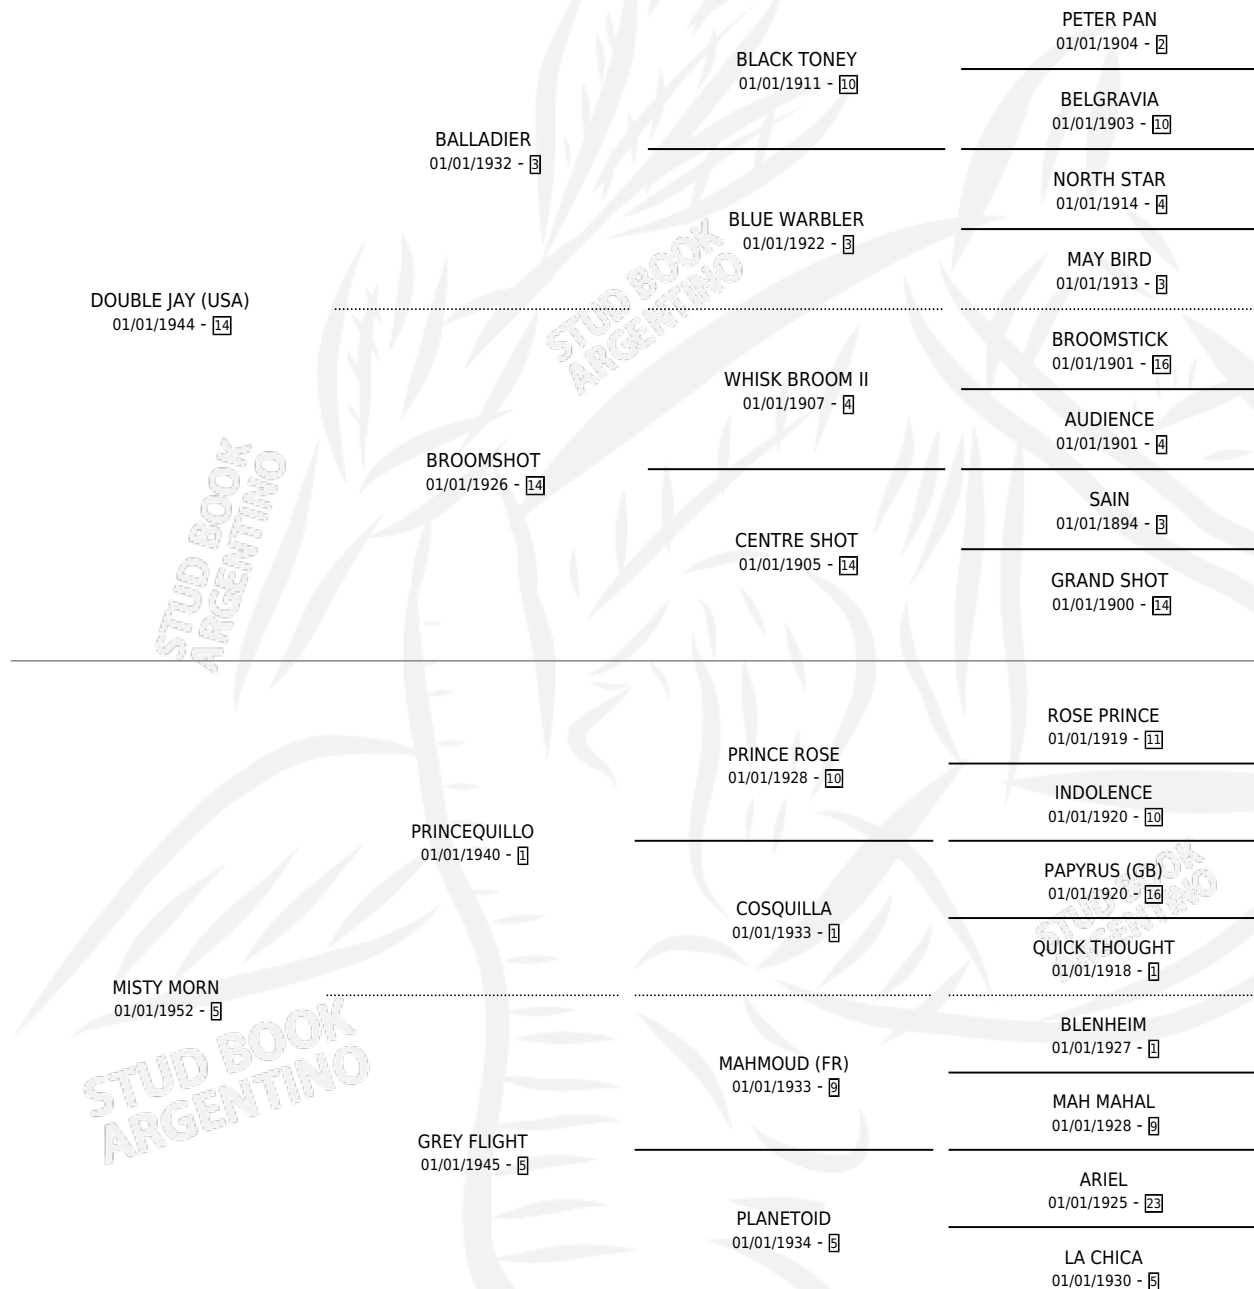 PETER PAN
01/01/1904 - 2
BLACK TONEY
01/01/1911 - 10
BELGRAVIA
01/01/1903 - 10
BALLADIER
01/01/1932 - 3
NORTH STAR
01/01/1914 - 4
BLUE WARBLER
01/01/1922 - 3
MAY BIRD
01/01/1913 - 3
DOUBLE JAY (USA)
01/01/1944 - 14
STUD BOOK
ARGENTINO
BROOMSTICK
01/01/1901 - 16
WHISK BROOM II
01/01/1907 - 4
AUDIENCE
01/01/1901 - 4
BROOMSHOT
01/01/1926 - 14
SAIN
01/01/1894 - 3
CENTRE SHOT
01/01/1905 - 14
GRAND SHOT
01/01/1900 - 14
STUD BOOK
ARGENTINO
ROSE PRINCE
01/01/1919 - 11
PRINCE ROSE
01/01/1928 - 10
INDOLENCE
01/01/1920 - 10
PRINCEQUILLO
01/01/1940 - 1
PAPYRUS (GB)
01/01/1920 - 16
COSQUILLA
01/01/1933 - 1
QUICK THOUGHT
01/01/1918 - 1
STUD BOOK
ARGENTINO
MISTY MORN
01/01/1952 - 5
BLENHEIM
01/01/1927 - 1
MAHMOUD (FR)
01/01/1933 - 9
MAH MAHAL
01/01/1928 - 9
STUD BOOK
ARGENTINO
GREY FLIGHT
01/01/1945 - 5
ARIEL
01/01/1925 - 23
PLANETOID
01/01/1934 - 5
LA CHICA
01/01/1930 - 5